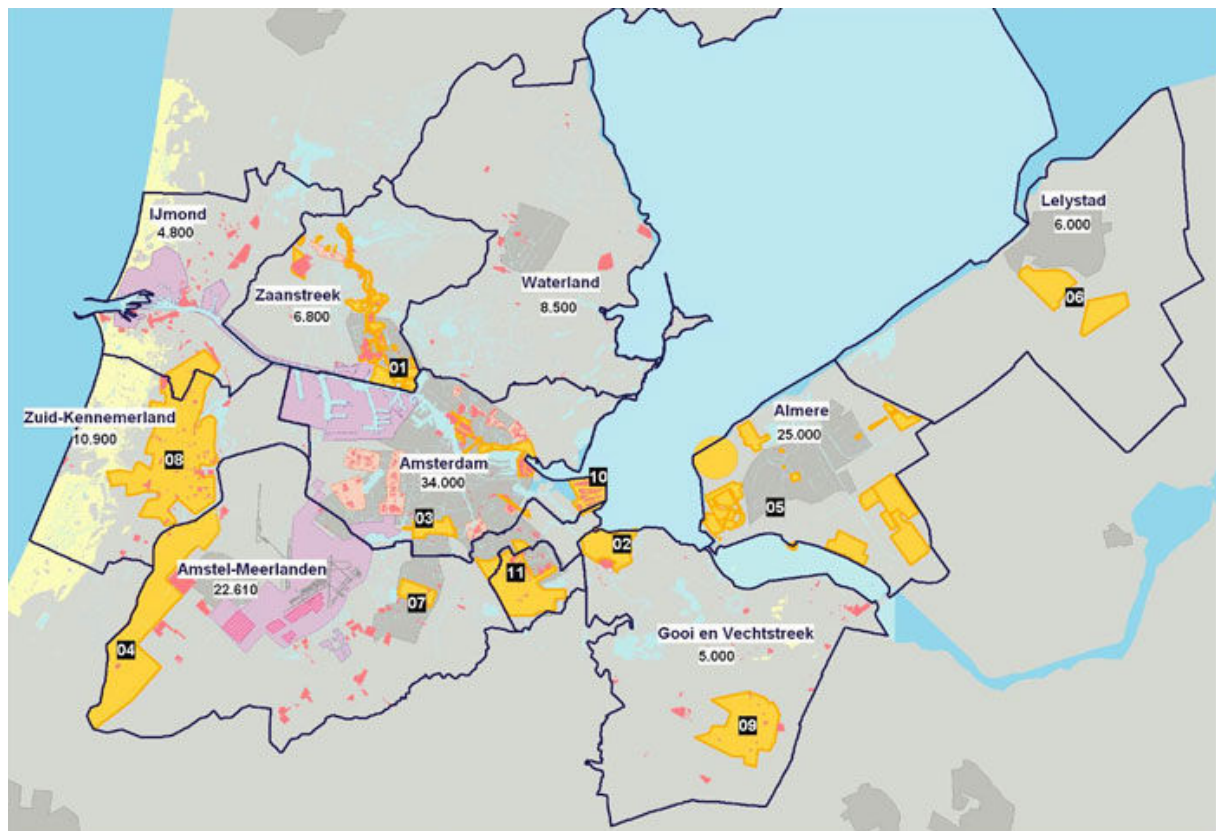 Lelystad
6.000
06
IJmond
4.800
Zaanstreek
6.800
Waterland
8.500
01
Zuid-Kennemerland
10.900
08
Amsterdam
34.000
03
10
Almere
25.000
05
02
Amstel-Meerlanden
22.610
07
11
04
Gooi en Vechtstreek
5.000
09